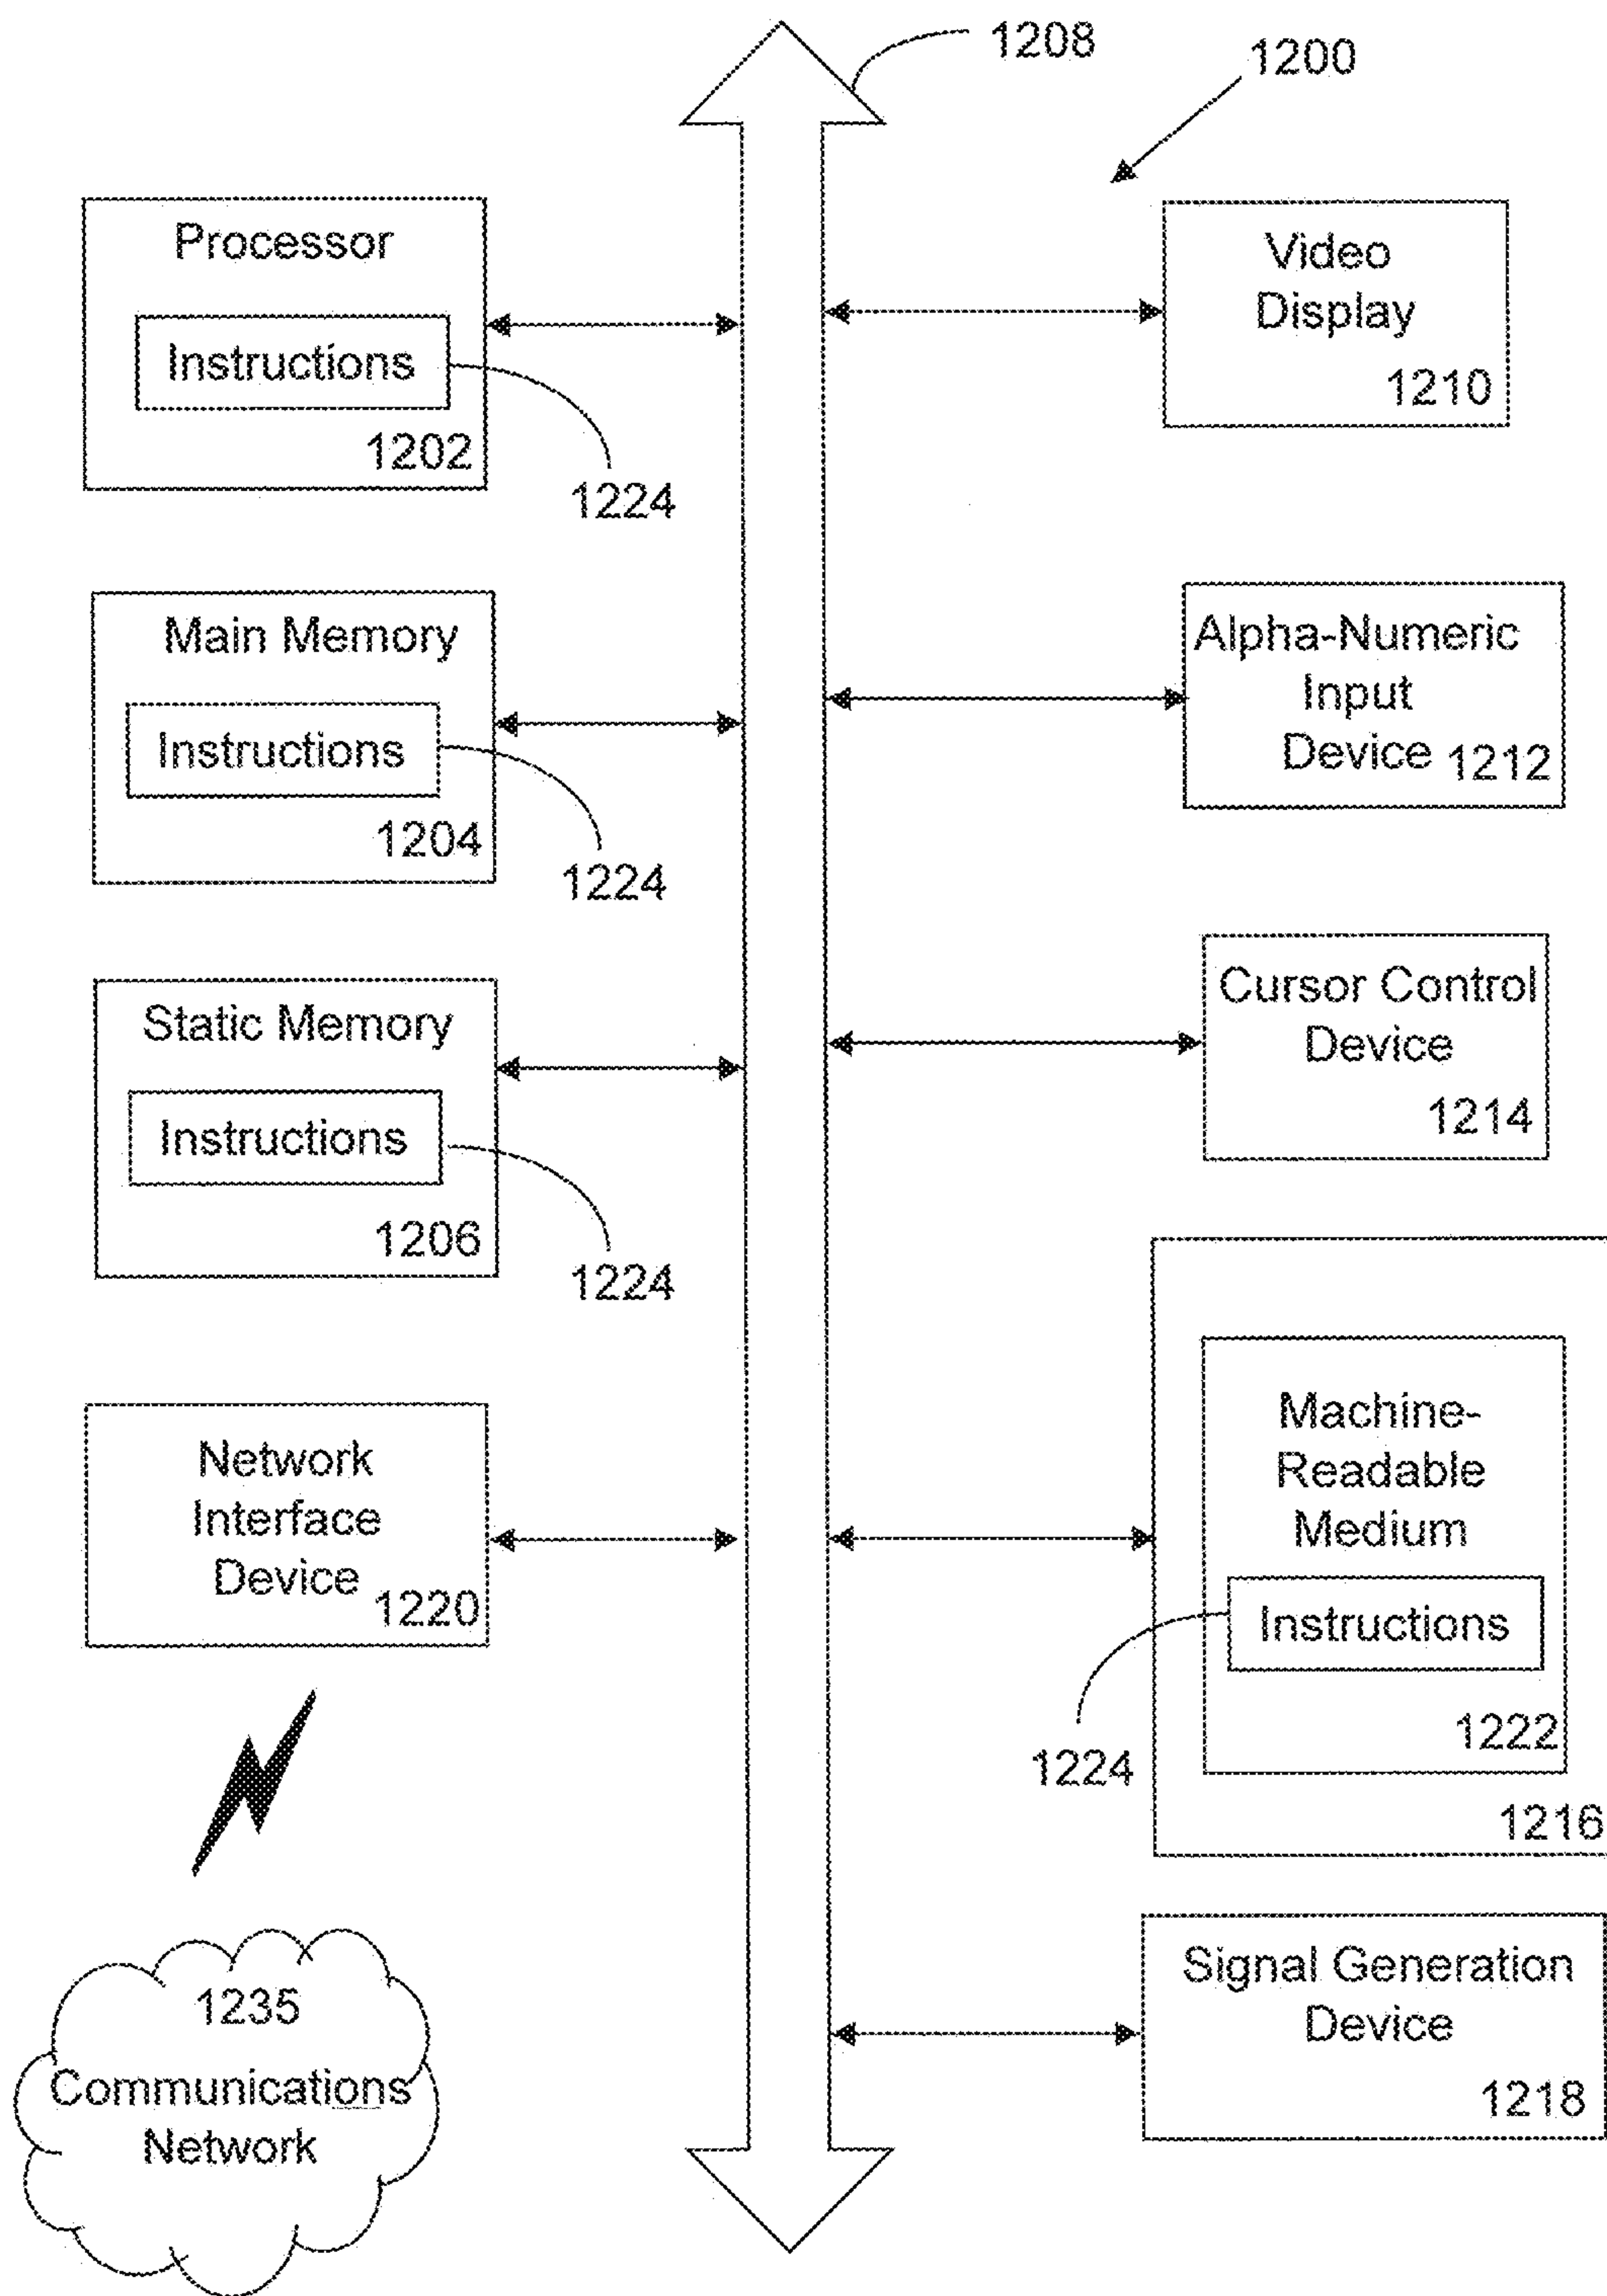 1208
1200
Processor
Instructions
1202
1224
Video
Display
1210
Main Memory
Instructions
1204
1224
Alpha-Numeric
Input
Device 1212
Static Memory
Instructions
1206
1224
Cursor Control
Device
1214
Network
Interface
Device
1220
Machine-
Readable
Medium
Instructions
1222
1224
1216
1235
Communications
Network
Signal Generation
Device
1218